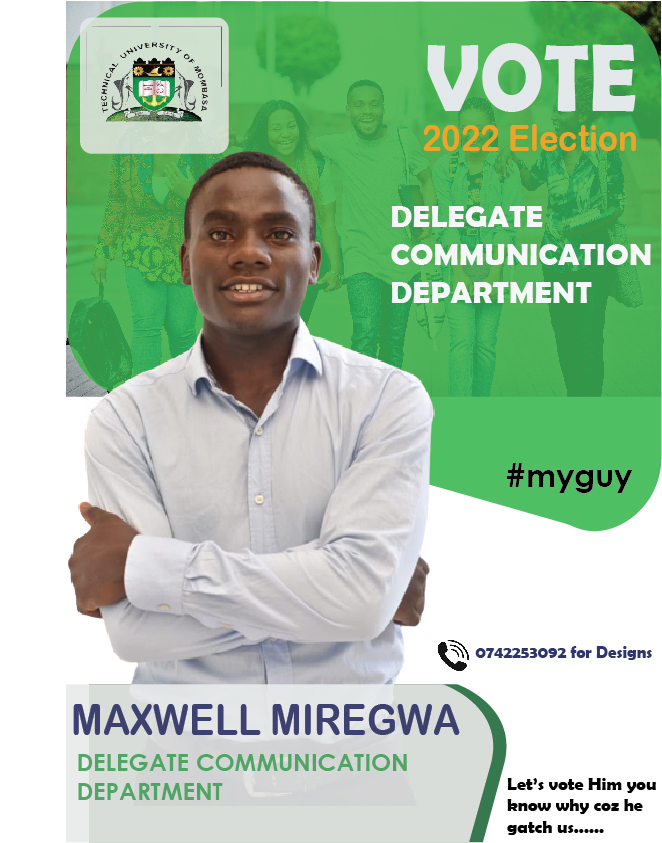 TECHNICAL UNIVERSITY OF MOMBASA
VOTE
2022 Election
DELEGATE
COMMUNICATION
DEPARTMENT
#myguy
0742253092 for Designs
MAXWELL MIREGWA
DELEGATE COMMUNICATION
DEPARTMENT
Let's vote Him you
know why coz he
gatch us......